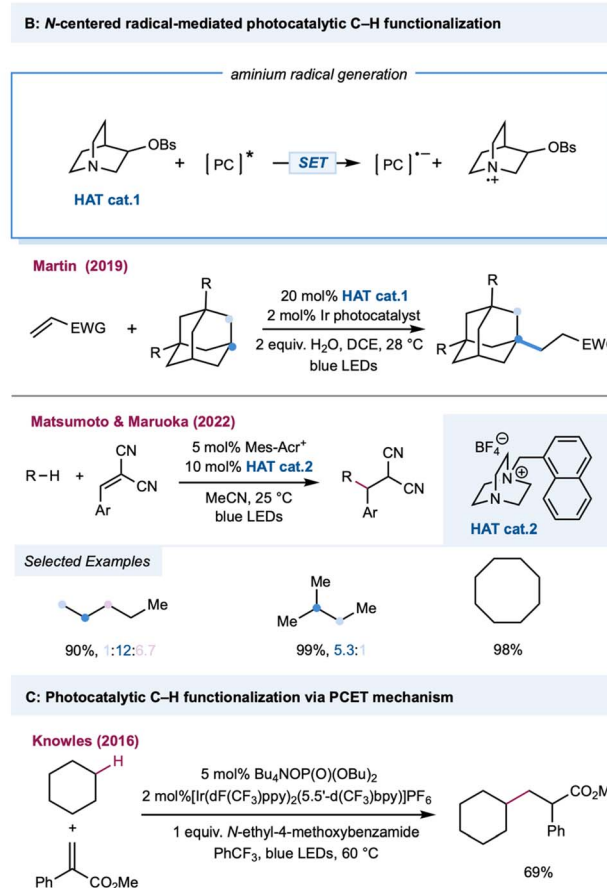 B: N-centered radical-mediated photocatalytic C–H functionalization
aminium radical generation
N
OBs
HAT cat.1
+
[PC]*
SET
[PC]•−
+
N
•+
OBs
Martin (2019)
EWG
+
R
R
20 mol% HAT cat.1
2 mol% Ir photocatalyst
2 equiv. H2O, DCE, 28 °C
blue LEDs
R
R
EWG
Matsumoto & Maruoka (2022)
R–H
+
CN
CN
Ar
5 mol% Mes-Acr+
10 mol% HAT cat.2
MeCN, 25 °C
blue LEDs
R
CN
CN
Ar
BF4⊖
N
⊕
N
HAT cat.2
Selected Examples
Me
90%, 1:12:6.7
Me
Me
Me
99%, 5.3:1
98%
C: Photocatalytic C–H functionalization via PCET mechanism
Knowles (2016)
H
+
Ph
CO2Me
5 mol% Bu4NOP(O)(OBu)2
2 mol%[Ir(dF(CF3)ppy)2(5.5'-d(CF3)bpy)]PF6
1 equiv. N-ethyl-4-methoxybenzamide
PhCF3, blue LEDs, 60 °C
CO2M
Ph
69%